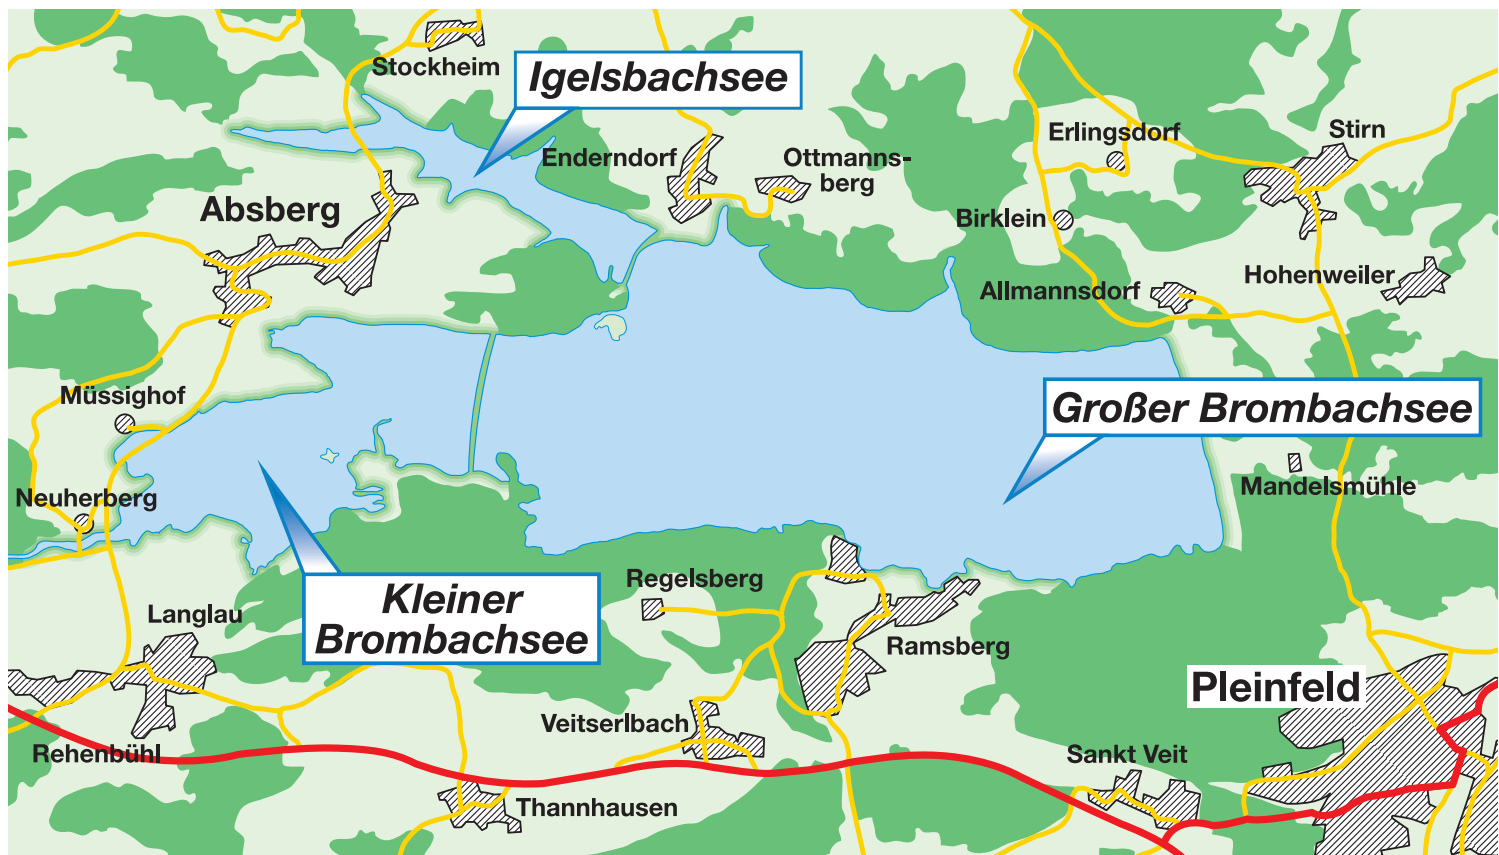 Stockheim
Igelsbachsee
Erlingsdorf
Stirn
Enderndorf
Ottmanns-
berg
Absberg
Birklein
Hohenweiler
Allmannsdorf
Müssighof
Großer Brombachsee
Mandelsmühle
Neuherberg
Kleiner
Brombachsee
Regelsberg
Langlau
Ramsberg
Pleinfeld
Veitserlbach
Rehenbühl
Sankt Veit
Thannhausen